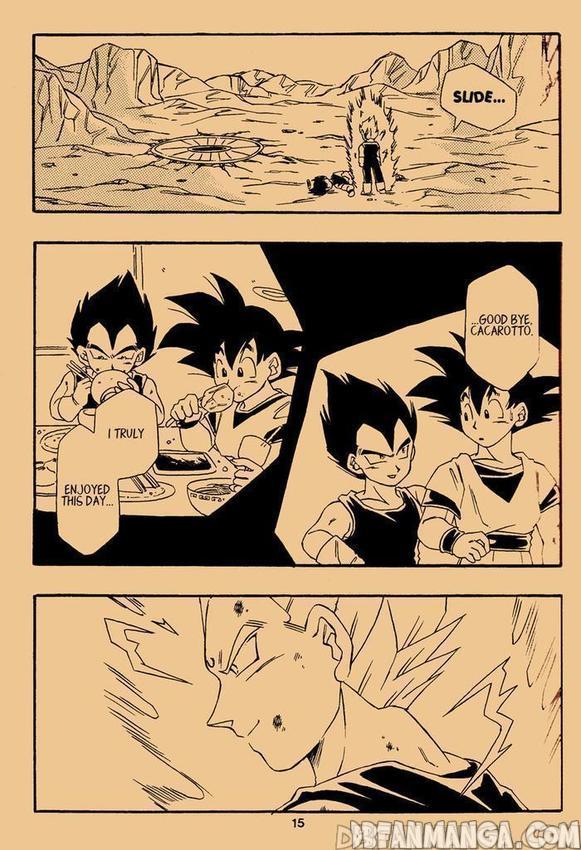 SLIDE...
...GOOD BYE,
CACAROTTO.
I TRULY
ENJOYED
THIS DAY...
15
DBFANMANGA.COM